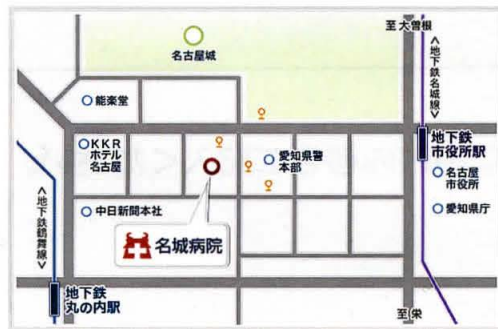 至大曽根
名古屋城
<地下鉄名城線>
能楽堂
KKR
ホテル
名古屋
愛知県警
本部
地下鉄
市役所駅
名古屋
市役所
<地下鉄鶴舞線>
中日新聞本社
愛知県庁
名城病院
地下鉄
丸の内駅
至栄